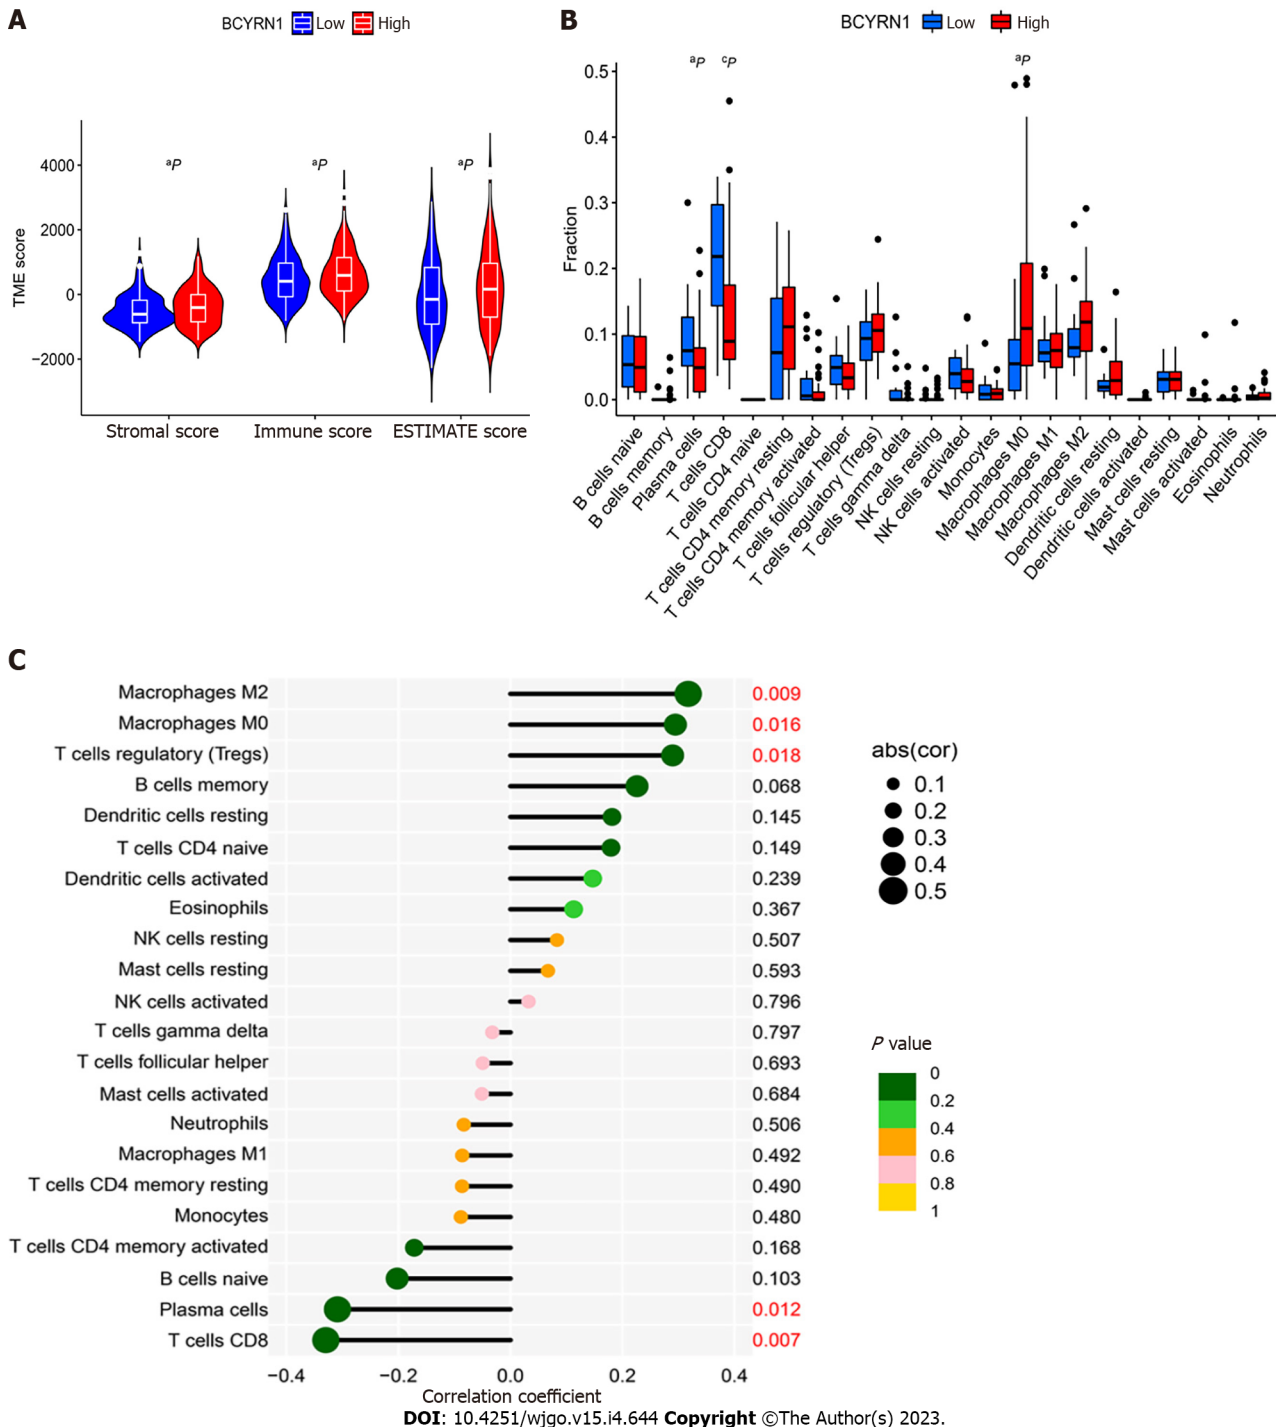 A
BCYRN1 Low High
TME score
4000
2000
0
−2000
aP aP aP
Stromal score Immune score ESTIMATE score
B
BCYRN1 Low High
Fraction
0.5
0.4
0.3
0.2
0.1
0.0
aP cP aP
B cells naive
B cells memory
Plasma cells
T cells CD8
T cells CD4 naive
T cells CD4 memory resting
T cells CD4 memory activated
T cells follicular helper
T cells regulatory (Tregs)
T cells gamma delta
NK cells resting
NK cells activated
Monocytes
Macrophages M0
Macrophages M1
Macrophages M2
Dendritic cells resting
Dendritic cells activated
Mast cells resting
Mast cells activated
Eosinophils
Neutrophils
C
Macrophages M2 0.009
Macrophages M0 0.016
T cells regulatory (Tregs) 0.018
B cells memory 0.068
Dendritic cells resting 0.145
T cells CD4 naive 0.149
Dendritic cells activated 0.239
Eosinophils 0.367
NK cells resting 0.507
Mast cells resting 0.593
NK cells activated 0.796
T cells gamma delta 0.797
T cells follicular helper 0.693
Mast cells activated 0.684
Neutrophils 0.506
Macrophages M1 0.492
T cells CD4 memory resting 0.490
Monocytes 0.480
T cells CD4 memory activated 0.168
B cells naive 0.103
Plasma cells 0.012
T cells CD8 0.007
−0.4 −0.2 0.0 0.2 0.4
Correlation coefficient
abs(cor)
0.1
0.2
0.3
0.4
0.5
P value
0
0.2
0.4
0.6
0.8
1
DOI: 10.4251/wjgo.v15.i4.644 Copyright ©The Author(s) 2023.